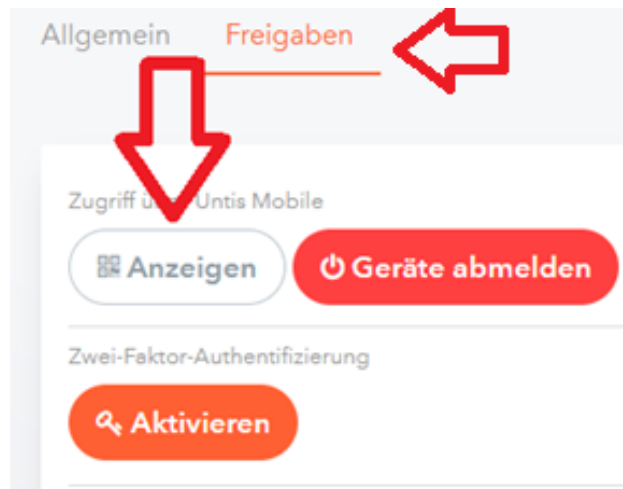 Allgemein Freigaben
Zugriff Untis Mobile
Anzeigen Geräte abmelden
Zwei-Faktor-Authentifizierung
Aktivieren